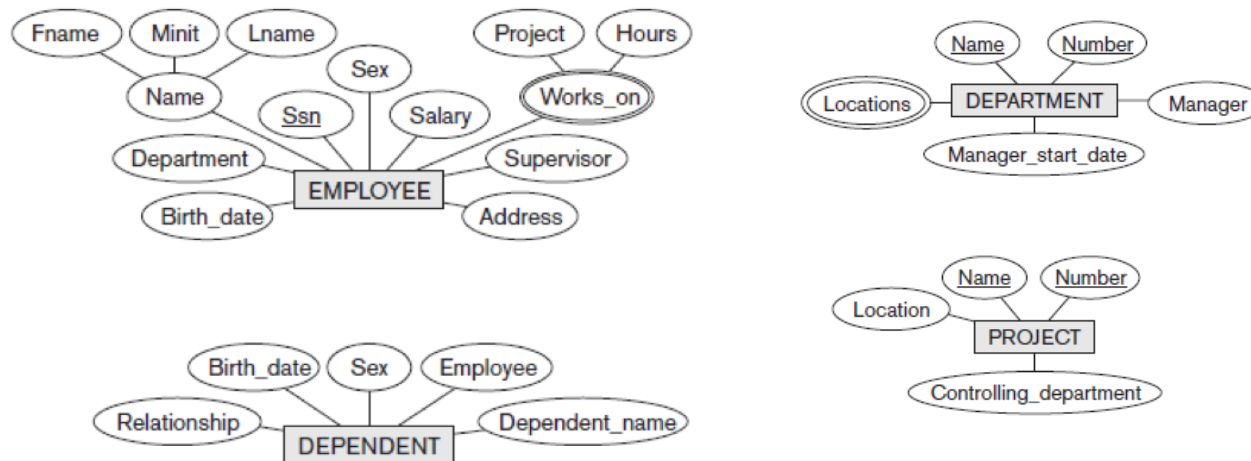 Fname Minit Lname
Name
Ssn
Sex
Salary
Project Hours
Works_on
Department
Supervisor
EMPLOYEE
Birth_date
Address
Name Number
Locations
DEPARTMENT
Manager
Manager_start_date
Name Number
Location
PROJECT
Controlling_department
Birth_date Sex Employee
Relationship
Dependent_name
DEPENDENT